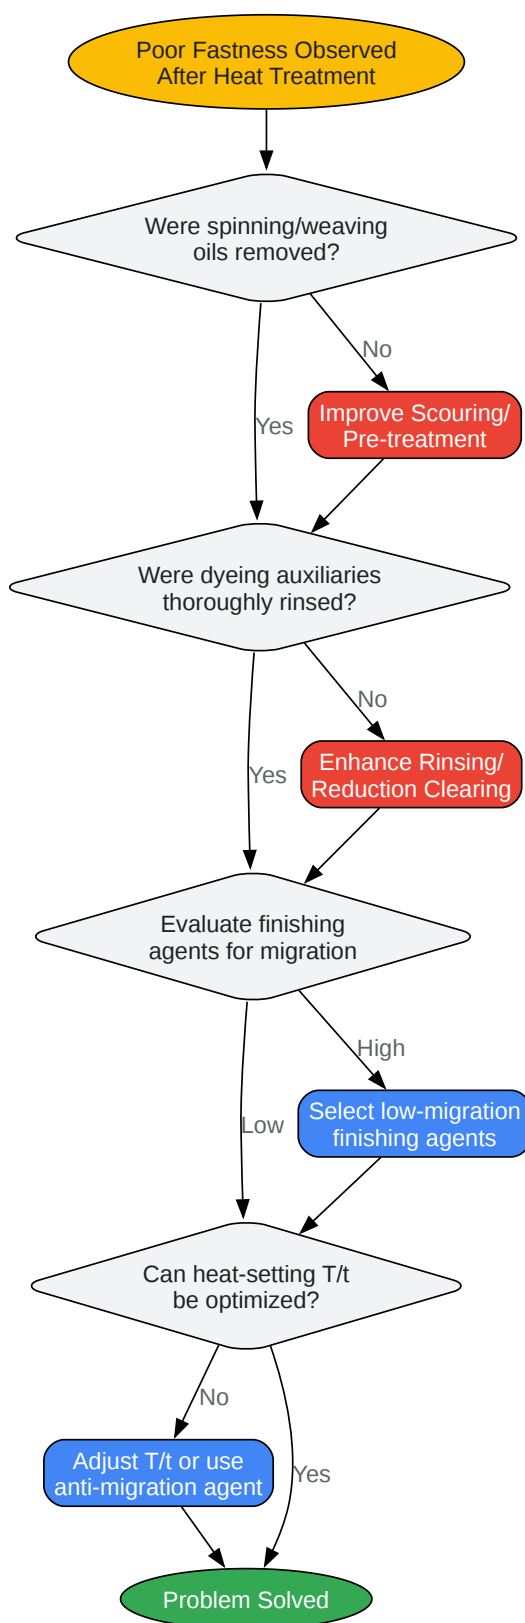 Poor Fastness Observed
After Heat Treatment
Were spinning/weaving
oils removed?
No
Yes
Improve Scouring/
Pre-treatment
Were dyeing auxiliaries
thoroughly rinsed?
No
Yes
Enhance Rinsing/
Reduction Clearing
Evaluate finishing
agents for migration
High
Low
Select low-migration
finishing agents
Can heat-setting T/t
be optimized?
No
Yes
Adjust T/t or use
anti-migration agent
Problem Solved